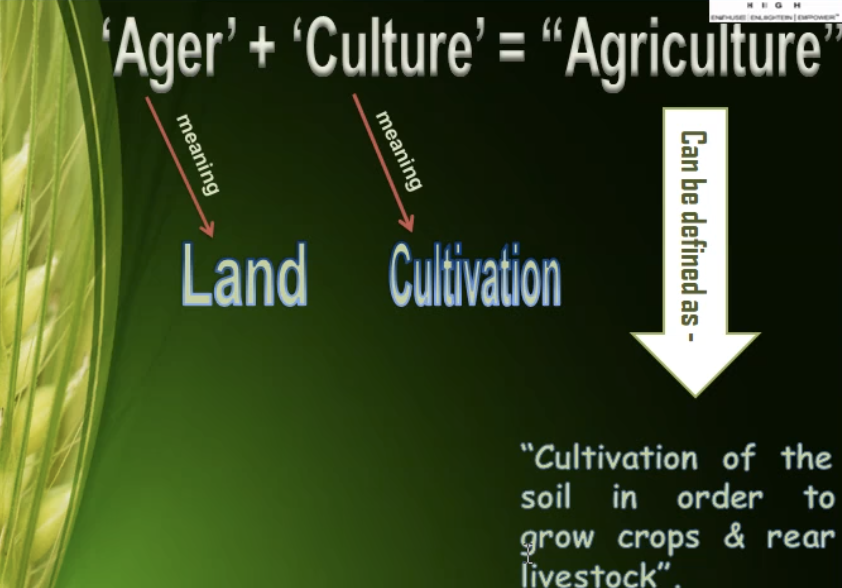 HIGH
ENTHUSE | ENLIGHTEN | EMPOWER™
‘Ager’ + ‘Culture’ = “Agriculture”
meaning
meaning
Can be defined as -
Land
Cultivation
“Cultivation of the
soil in order to
grow crops & rear
livestock”.